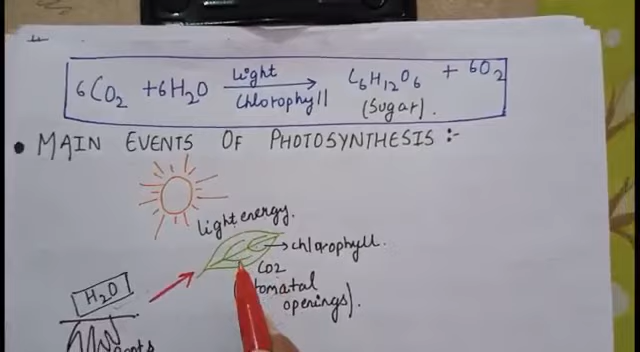 6CO2 + 6H2O Light Chlorophyll C6H12O6 + 6O2
(Sugar).
• MAIN EVENTS OF PHOTOSYNTHESIS :-
light energy.
chlorophyll.
CO2
openings).
H2O